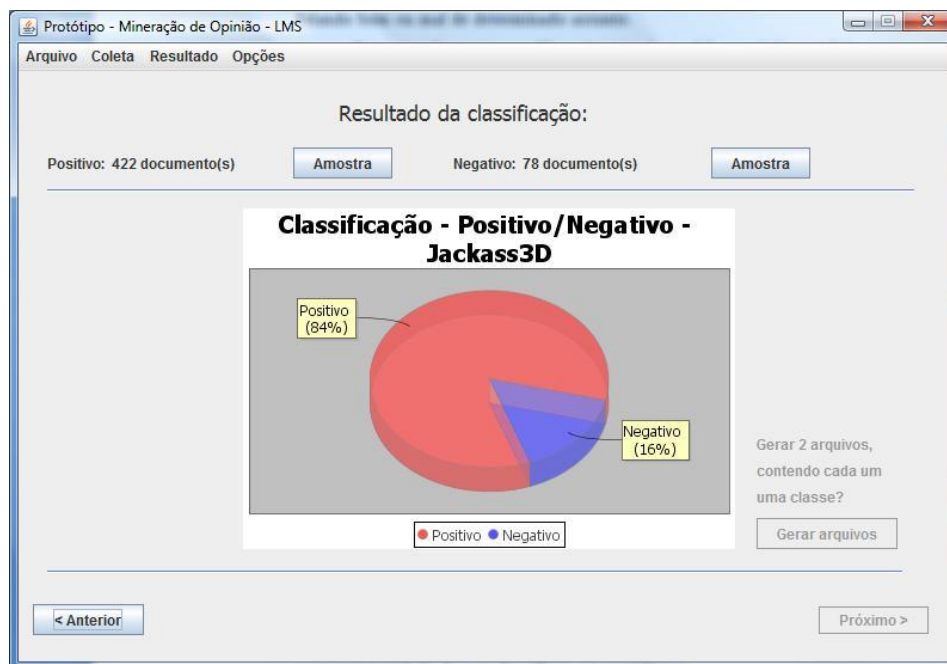 Protótipo - Mineração de Opinião - LMS
Arquivo Coleta Resultado Opções
Resultado da classificação:
Positivo: 422 documento(s) Amostra Negativo: 78 documento(s) Amostra
Classificação - Positivo/Negativo -
Jackass3D
Positivo
(84%)
Negativo
(16%)
Positivo Negativo
Gerar 2 arquivos,
contendo cada um
uma classe?
Gerar arquivos
< Anterior Próximo >